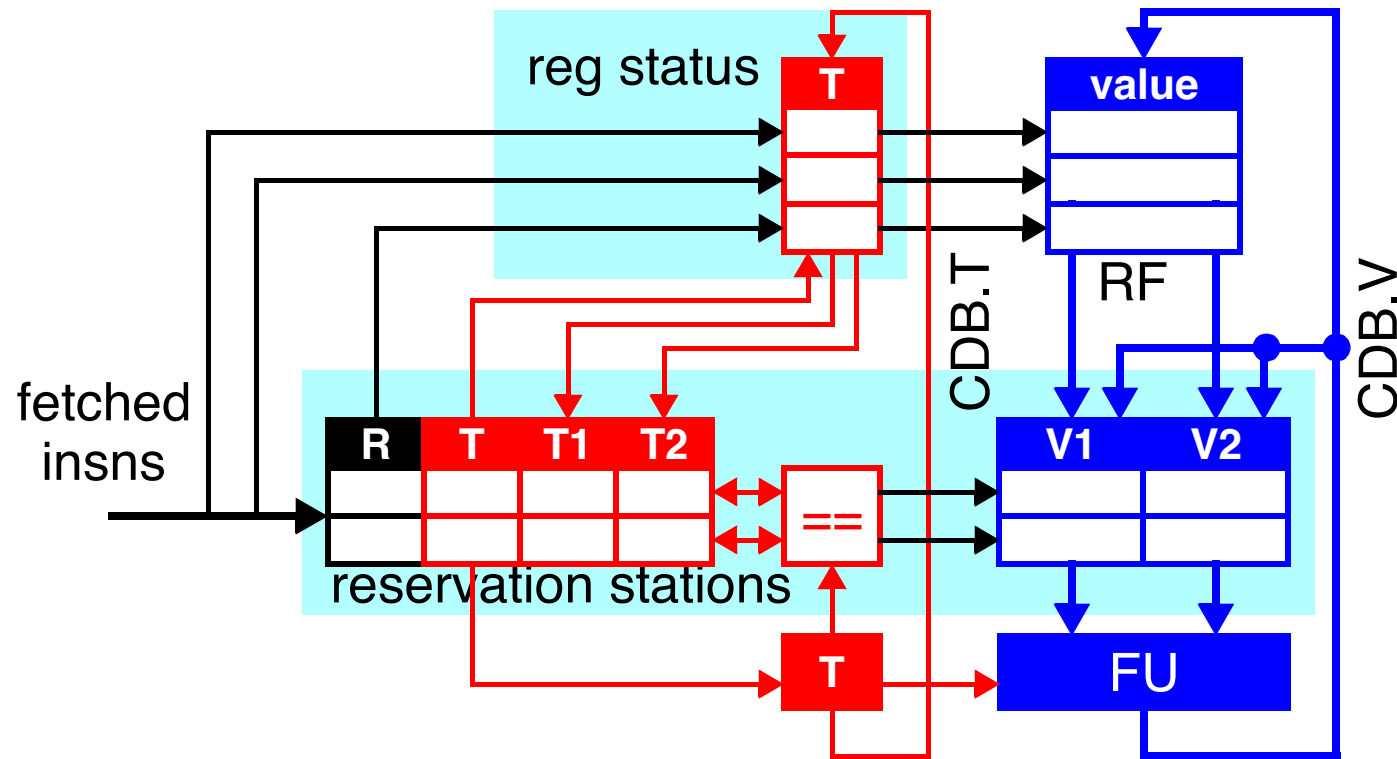 reg status
T
value
RF
CDB.T
CDB.V
fetched
insns
R
T
T1
T2
V1
V2
==
reservation stations
T
FU